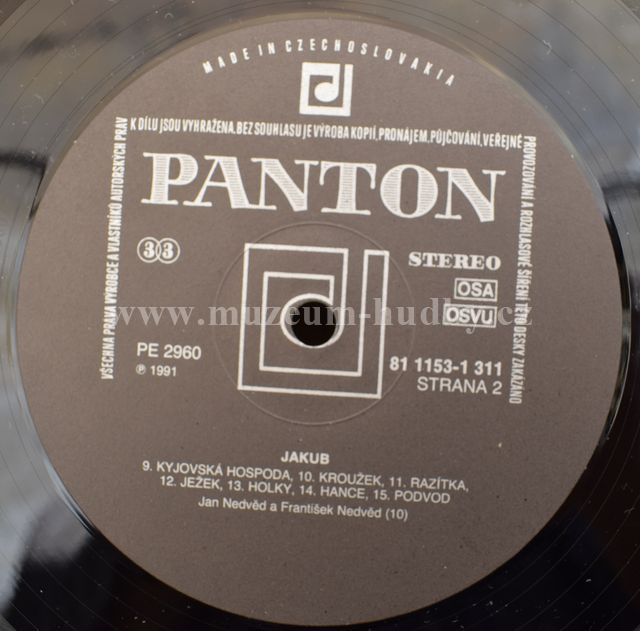 MADE IN CZECHOSLOVAKIA
VŠECHNA PRÁVA VÝROBCE A VLASTNÍKŮ AUTORSKÝCH PRÁV
K DÍLU JSOU VYHRAŽENA. BEZ SOUHLASU JE VÝROBA KOPIÍ, PRONÁJEM, PŮJČOVÁNÍ, VEŘEJNÉ
PROVOZOVÁNÍ A ROZHLASOVÉ ŠÍŘENÍ TÉTO DESKY ZAKÁZÁNO
PANTON
33
STEREO
OSA
OSVU
www.muzeum-hudby.cz
PE 2960
℗ 1991
81 1153-1 311
STRANA 2
JAKUB
9. KYJOVSKÁ HOSPODA, 10. KROUŽEK, 11. RAZÍTKA,
12. JEŽEK, 13. HOLKY, 14. HANCE, 15. PODVOD
Jan Nedvěd a František Nedvěd (10)